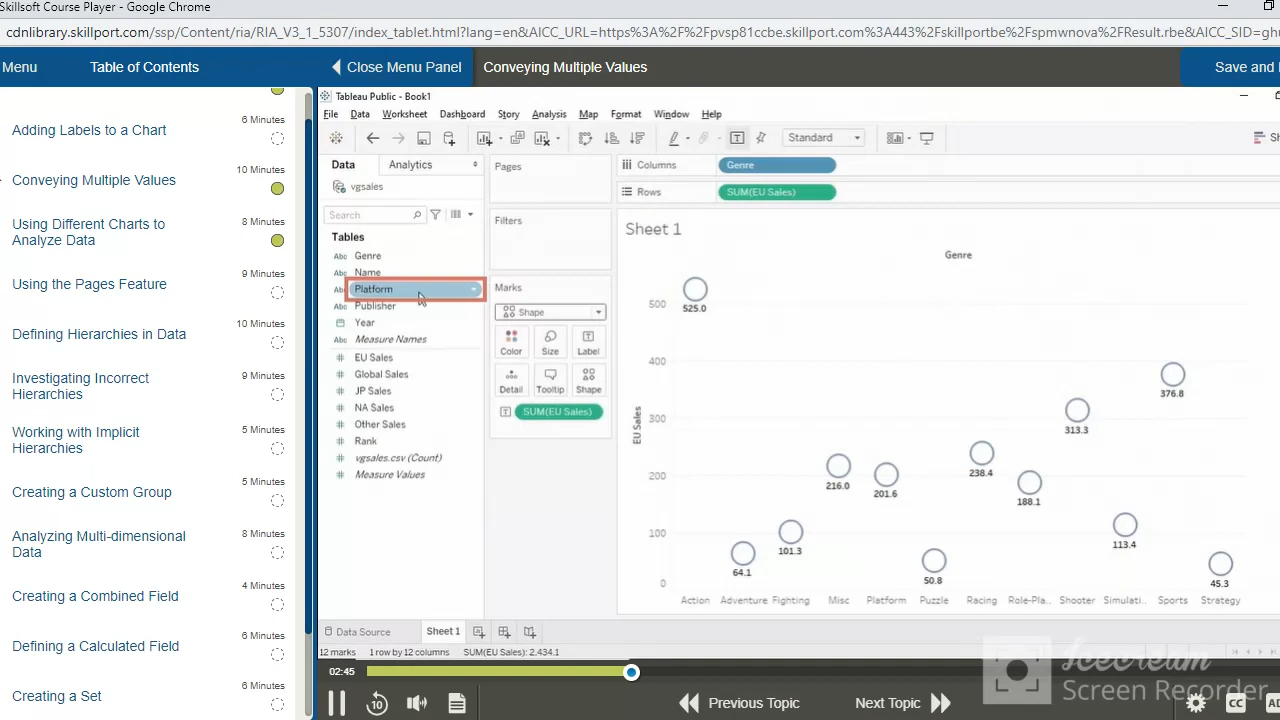 Skillsoft Course Player - Google Chrome
cdnlibrary.skillport.com/ssp/Content/ria/RIA_V3_1_5307/index_tablet.html?lang=en&AICC_URL=https%3A%2F%2Fpvsp81ccbe.skillport.com%3A443%2Fskillportbe%2Fspmwnova%2FResult.rbe&AICC_SID=gh
Menu
Table of Contents
Close Menu Panel
Conveying Multiple Values
Save and
6 Minutes
Adding Labels to a Chart
10 Minutes
Conveying Multiple Values
8 Minutes
Using Different Charts to
Analyze Data
9 Minutes
Using the Pages Feature
10 Minutes
Defining Hierarchies in Data
9 Minutes
Investigating Incorrect
Hierarchies
5 Minutes
Working with Implicit
Hierarchies
5 Minutes
Creating a Custom Group
8 Minutes
Analyzing Multi-dimensional
Data
4 Minutes
Creating a Combined Field
6 Minutes
Defining a Calculated Field
6 Minutes
Creating a Set
Tableau Public - Book1
File Data Worksheet Dashboard Story Analysis Map Format Window Help
Standard
Sh
Data Analytics
vgsales
Search
Tables
Abc Genre
Abc Name
Abc Platform
Abc Publisher
Year
Abc Measure Names
# EU Sales
# Global Sales
# JP Sales
# NA Sales
# Other Sales
# Rank
# vgsales.csv (Count)
# Measure Values
Pages
Filters
Marks
Shape
Color Size Label
Detail Tooltip Shape
SUM(EU Sales)
Columns Genre
Rows SUM(EU Sales)
Sheet 1
Genre
EU Sales
500
400
300
200
100
0
525.0
64.1
101.3
216.0
201.6
50.8
238.4
188.1
313.3
113.4
376.8
45.3
Action Adventure Fighting Misc Platform Puzzle Racing Role-Pla.. Shooter Simulati.. Sports Strategy
Data Source Sheet 1
12 marks 1 row by 12 columns SUM(EU Sales): 2,434.1
02:45
10
Previous Topic
Next Topic
CC
Icecream
Screen Recorder